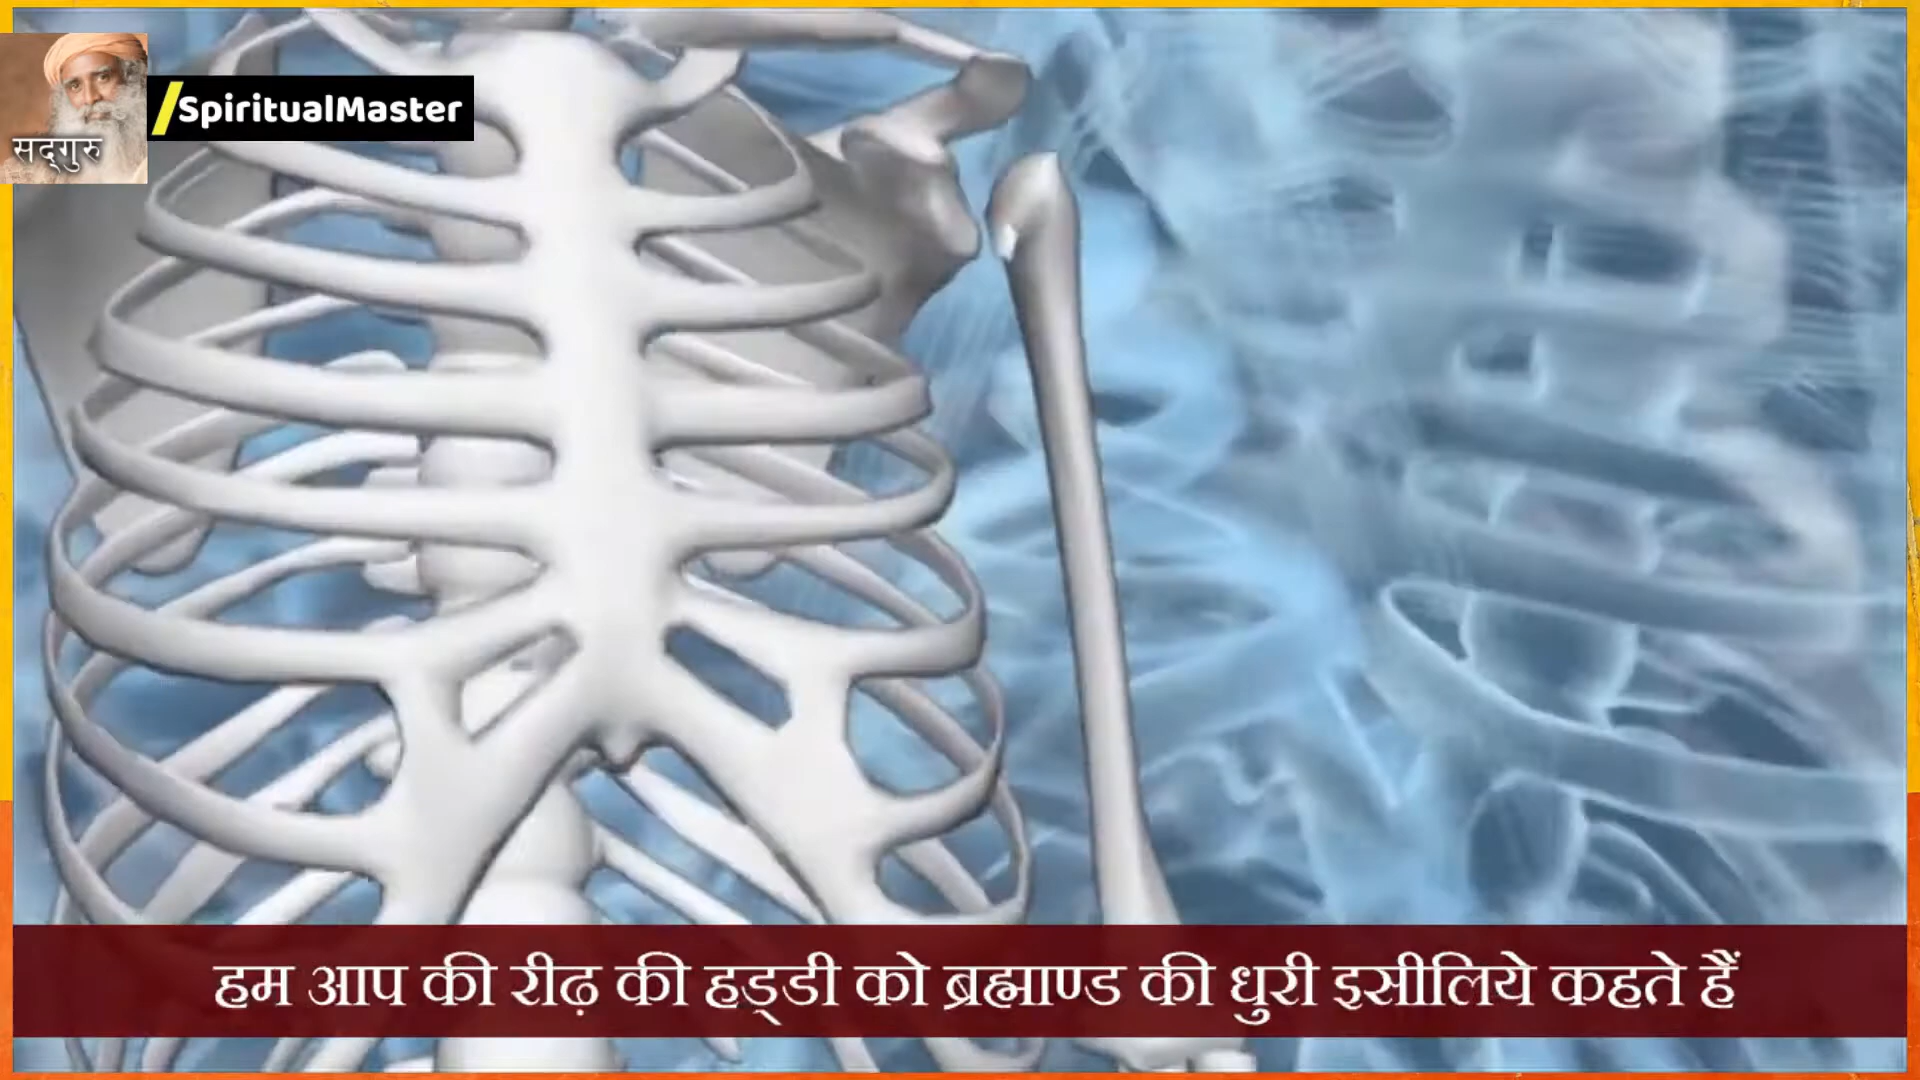 /SpiritualMaster
सद्गुरु
हम आप की रीढ़ की हड्डी को ब्रह्माण्ड की धुरी इसीलिये कहते हैं